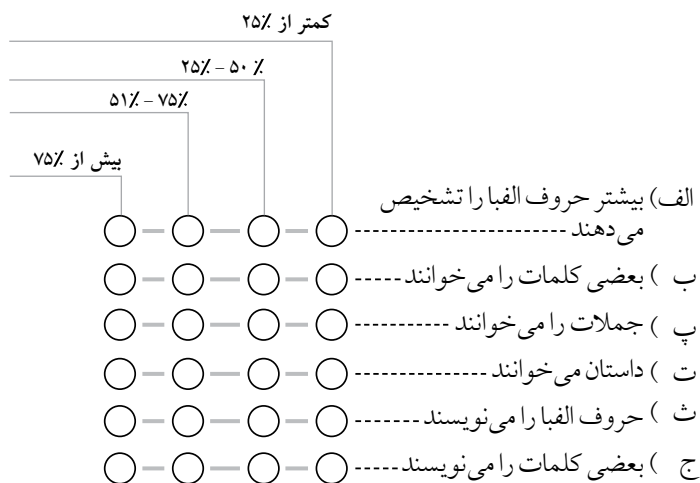 کمتر از ۲۵٪
۲۵٪ – ۵۰٪
۵۱٪ – ۷۵٪
بیش از ۷۵٪
الف) بیشتر حروف الفبا را تشخیص
می‌دهند -----------------------
ب ) بعضی کلمات را می‌خوانند -----
پ ) جملات را می‌خوانند -----------
ت ) داستان می‌خوانند ---------------
ث ) حروف الفبا را می‌نویسند -------
ج ) بعضی کلمات را می‌نویسند -----